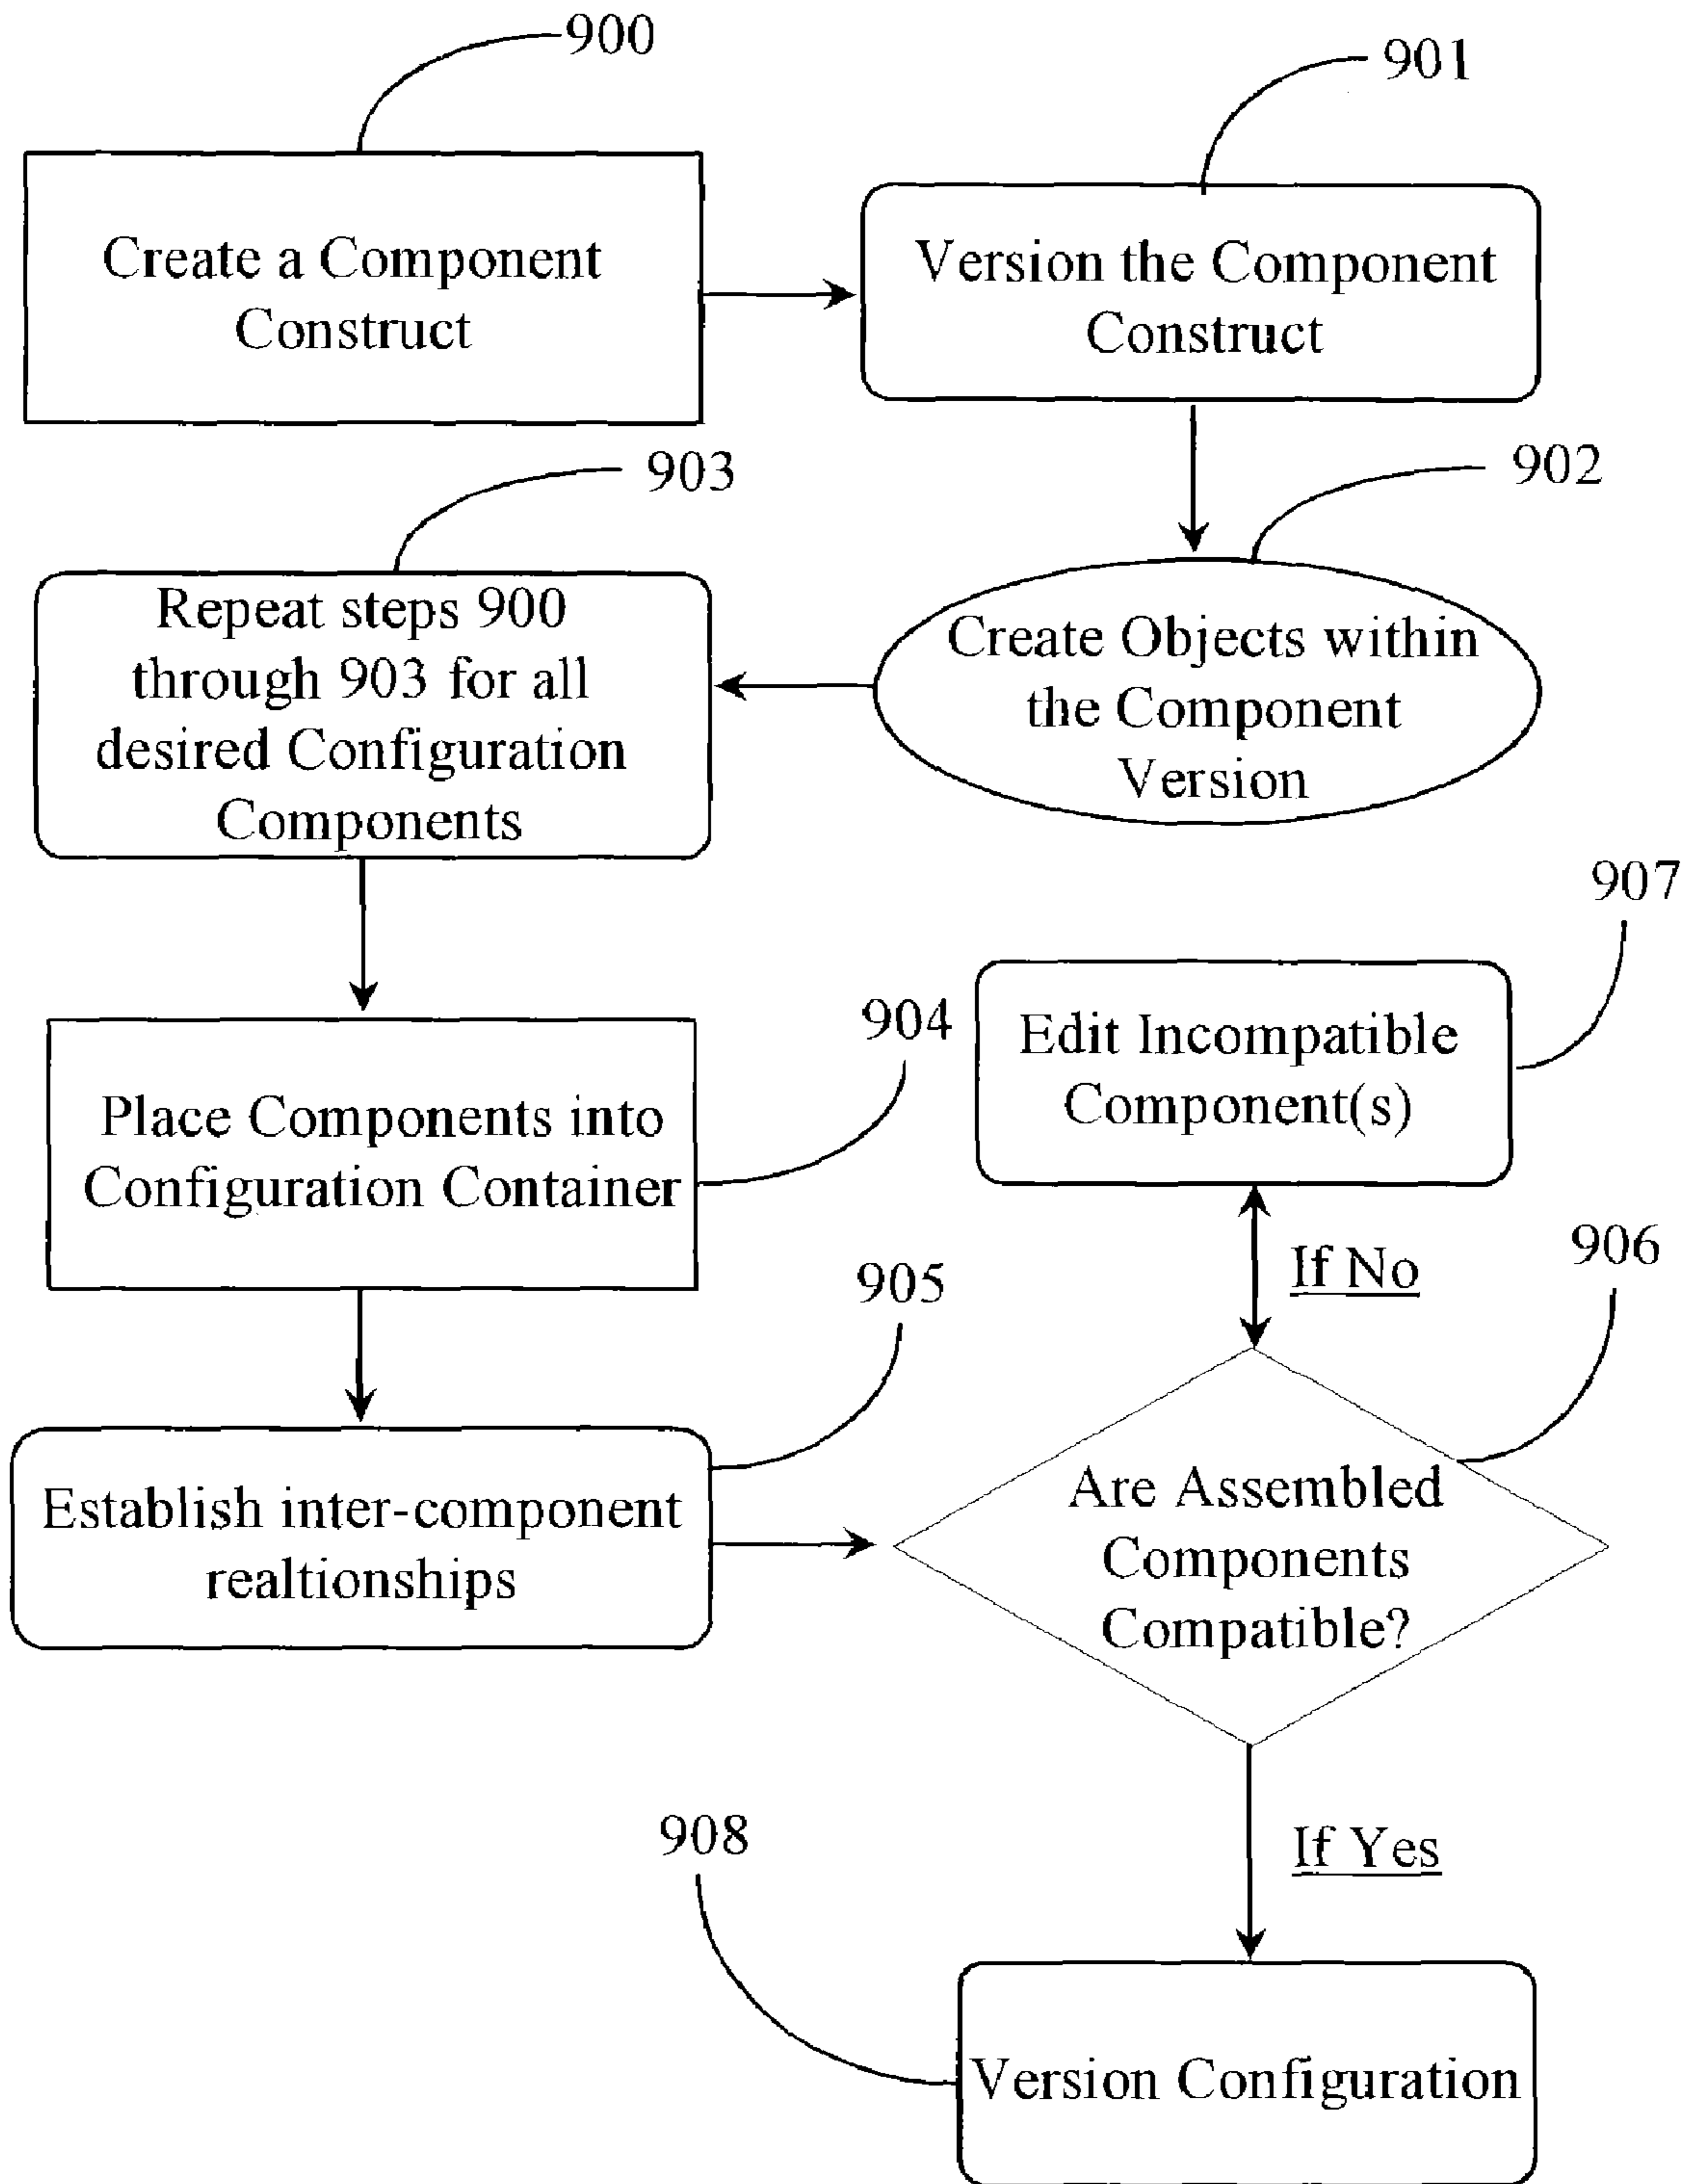 900
901
Create a Component
Construct
Version the Component
Construct
903
902
Repeat steps 900
through 903 for all
desired Configuration
Components
Create Objects within
the Component
Version
907
904
Place Components into
Configuration Container
Edit Incompatible
Component(s)
905
If No
906
Establish inter-component
realtionships
Are Assembled
Components
Compatible?
908
If Yes
Version Configuration